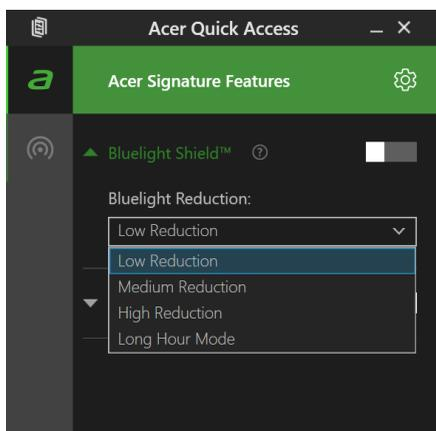 Acer Quick Access
a
Acer Signature Features
Bluelight Shield™ ?
Bluelight Reduction:
Low Reduction
Low Reduction
Medium Reduction
High Reduction
Long Hour Mode